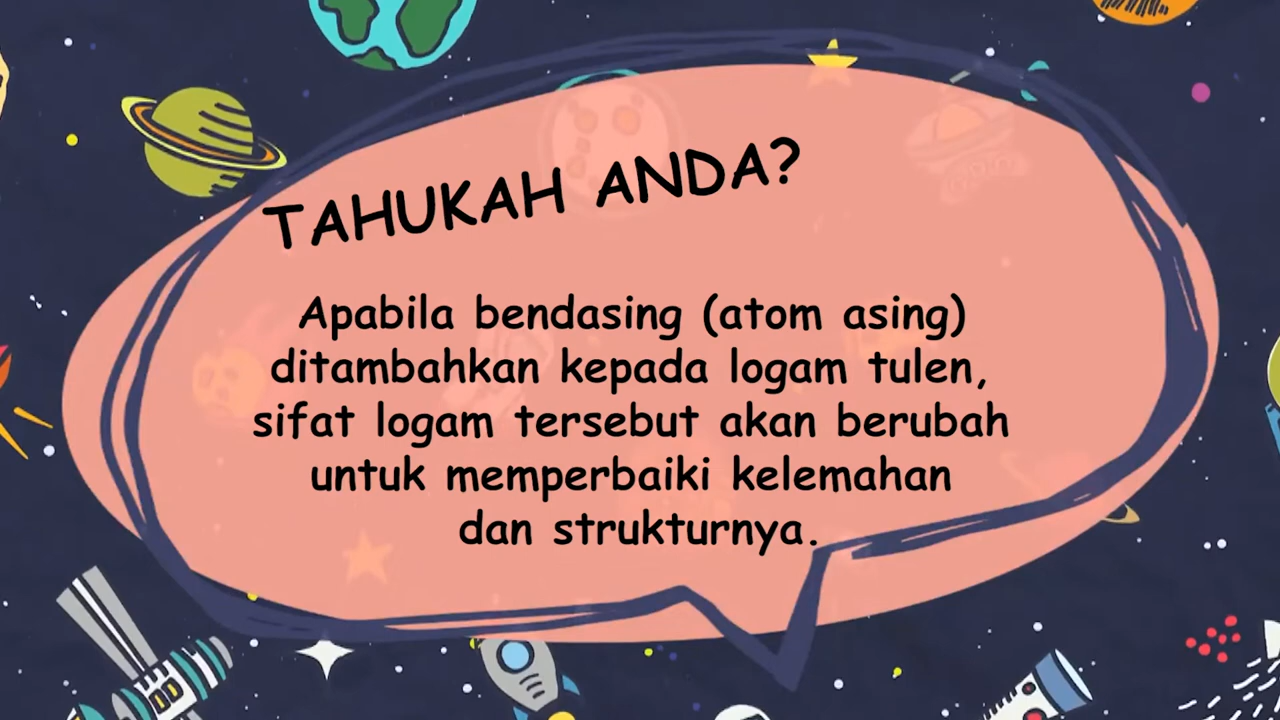 TAHUKAH ANDA?
Apabila bendasing (atom asing)
ditambahkan kepada logam tulen,
sifat logam tersebut akan berubah
untuk memperbaiki kelemahan
dan strukturnya.